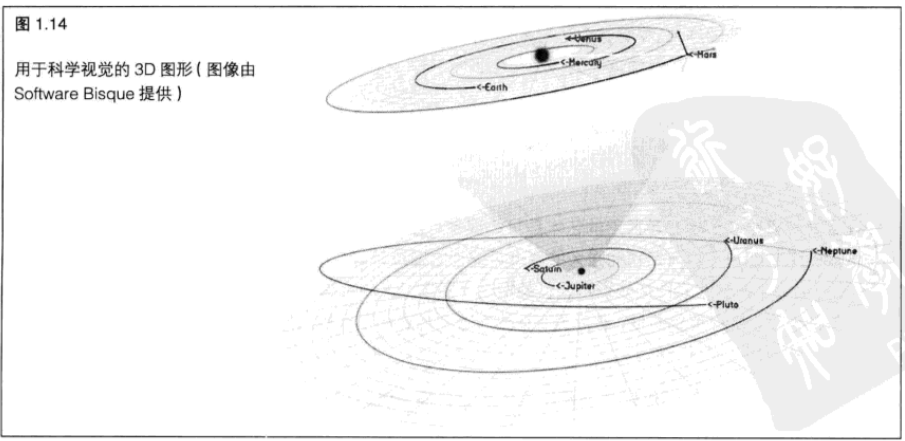 图 1.14
用于科学视觉的 3D 图形 ( 图像由
Software Bisque 提供 )
<-Venus
<-Mercury
<-Mars
<-Earth
<-Uranus
<-Neptune
<-Saturn
<-Jupiter
<-Pluto